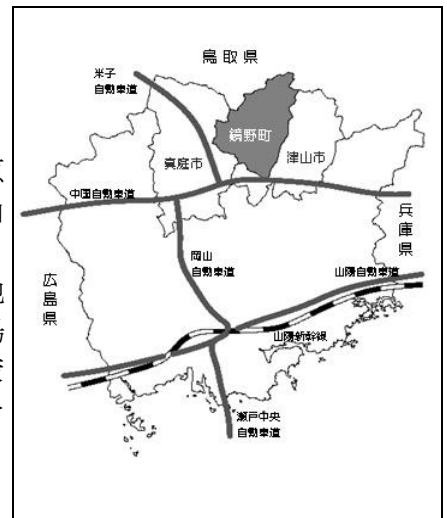 鳥取県
米子
自動車道
鏡野町
真庭市
津山市
中国自動車道
兵庫県
岡山
自動車道
広島県
山陽自動車道
山陽新幹線
瀬戸中央
自動車道